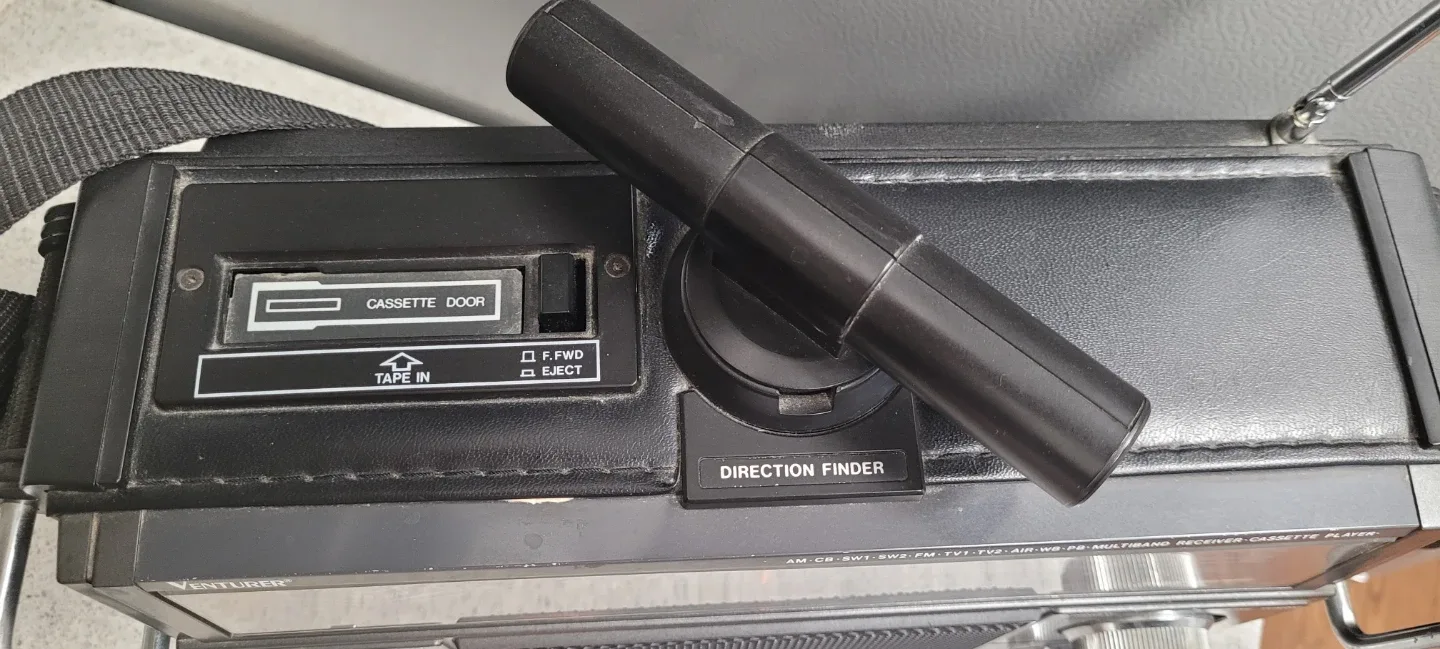 CASSETTE DOOR
TAPE IN
F.FWD
EJECT
DIRECTION FINDER
AM·CB·SW1·SW2·FM·TV1·TV2·AIR·WB·PB·MULTIBAND RECEIVER·CASSETTE PLAYER·
VENTURER